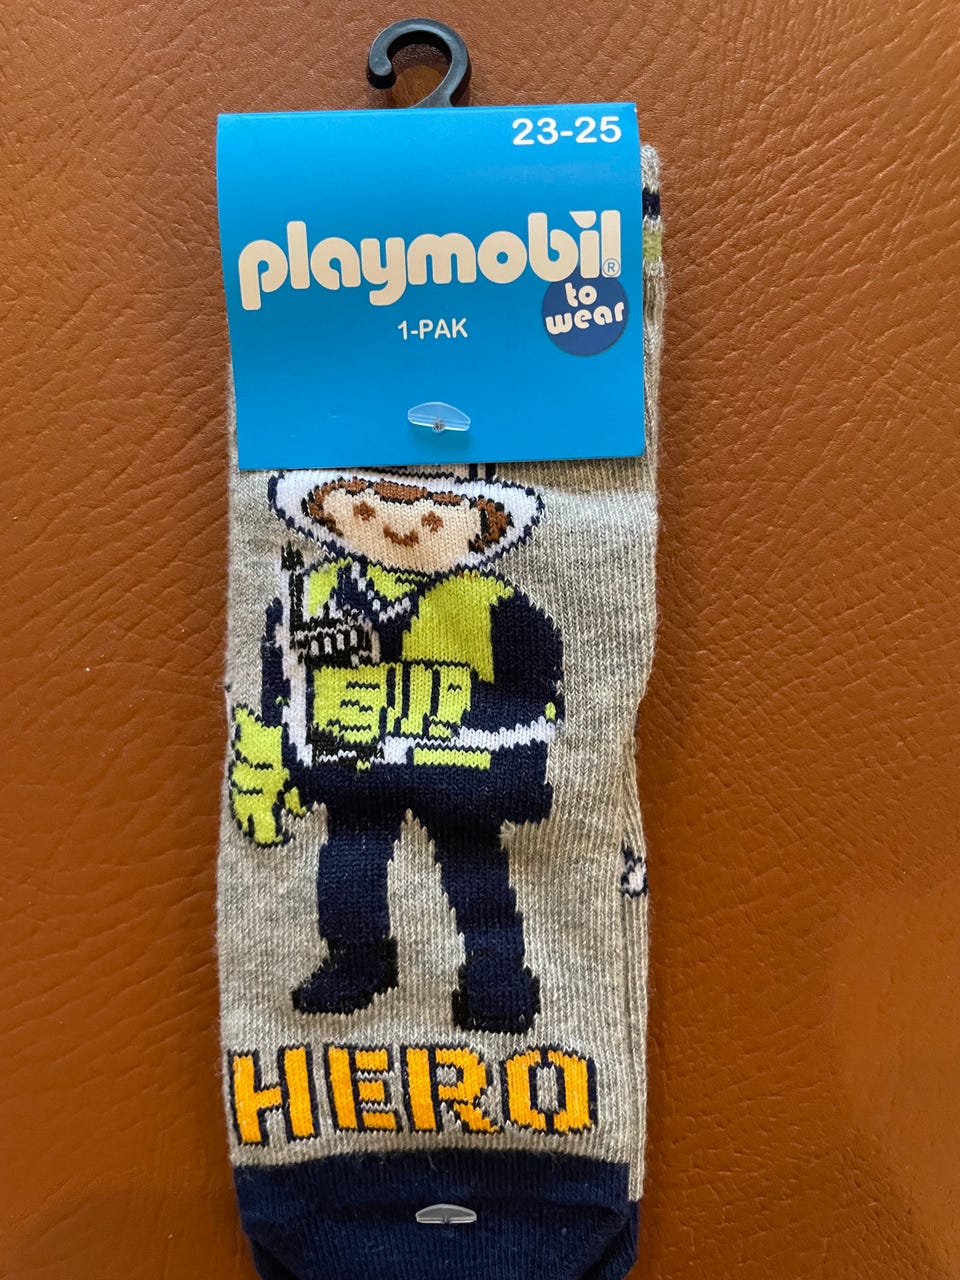 23-25
playmobil®
to
wear
1-PAK
HERO